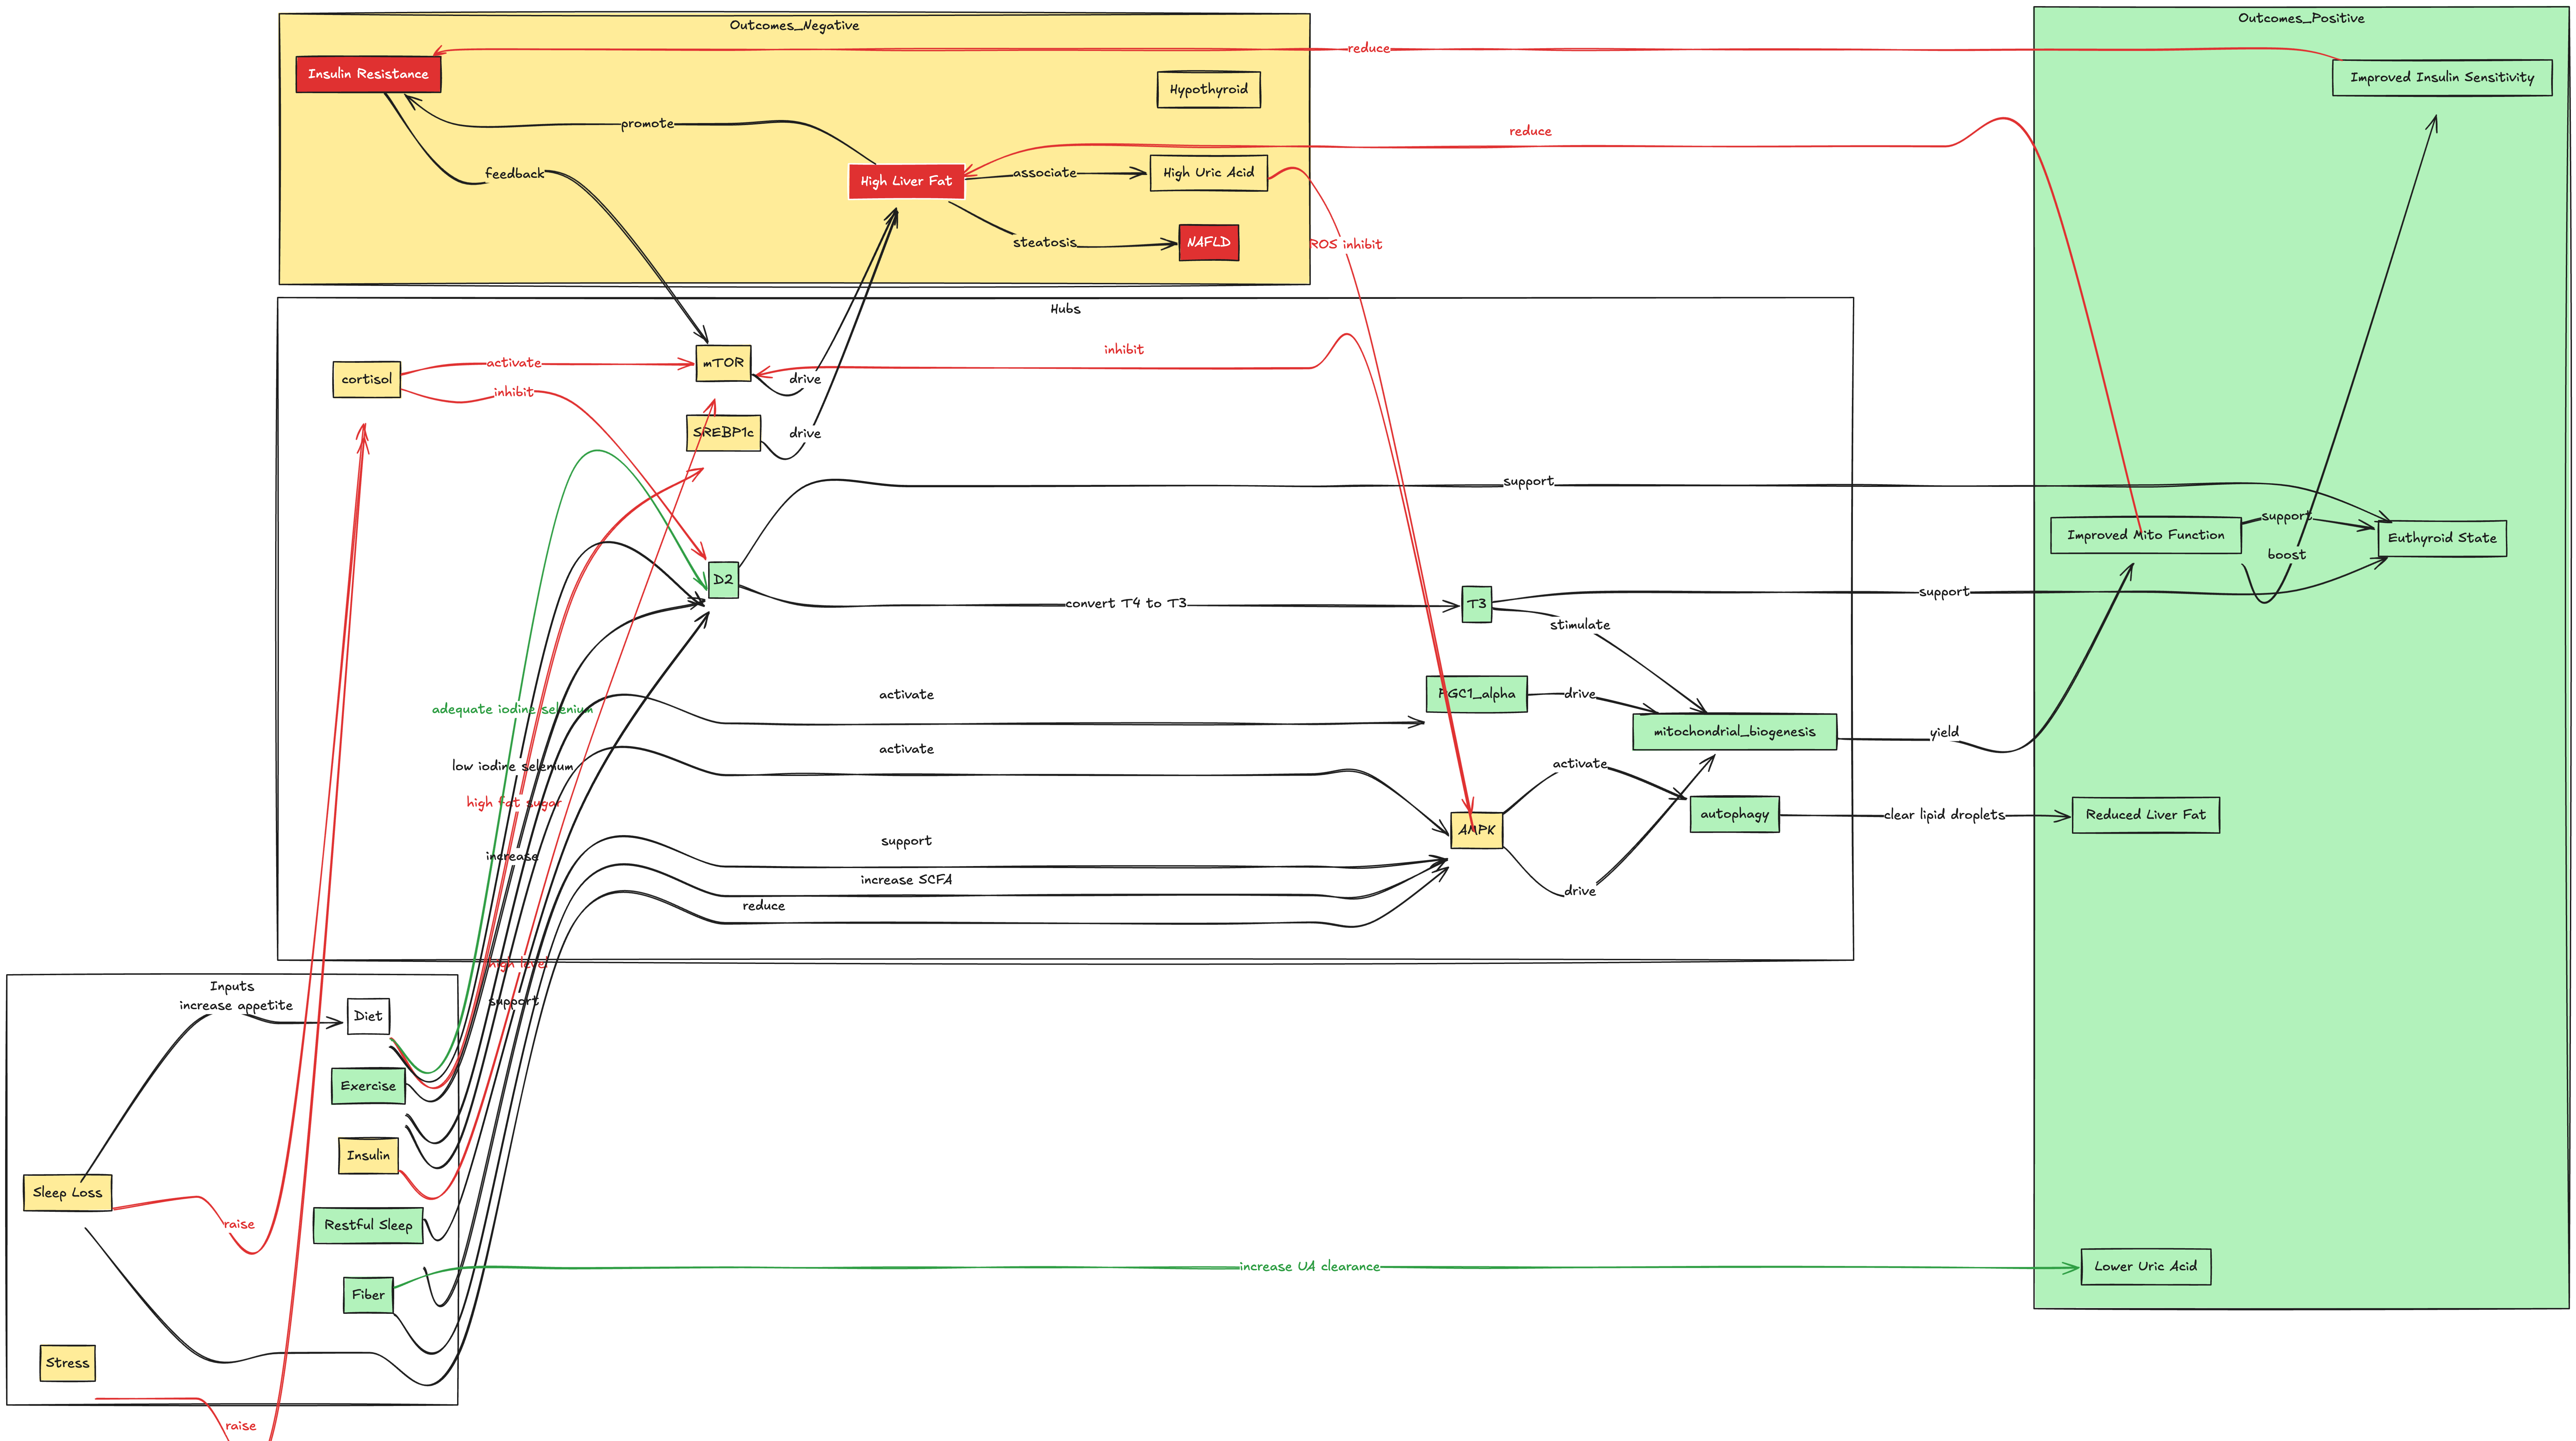 Outcomes_Negative
Outcomes_Positive
reduce
Insulin Resistance
Improved Insulin Sensitivity
Hypothyroid
promote
reduce
feedback
High Liver Fat
associate
High Uric Acid
steatosis
NAFLD
ROS inhibit
Hubs
inhibit
cortisol
activate
mTOR
drive
inhibit
SREBP1c
drive
support
support
Improved Mito Function
Euthyroid State
boost
D2
convert T4 to T3
T3
support
stimulate
adequate iodine selenium
activate
PGC1_alpha
drive
mitochondrial_biogenesis
yield
low iodine selenium
activate
activate
high fat sugar
autophagy
clear lipid droplets
Reduced Liver Fat
AMPK
increase
support
increase SCFA
drive
reduce
high level
Inputs
increase appetite
support
Diet
Exercise
Insulin
Sleep Loss
raise
Restful Sleep
Fiber
increase UA clearance
Lower Uric Acid
Stress
raise